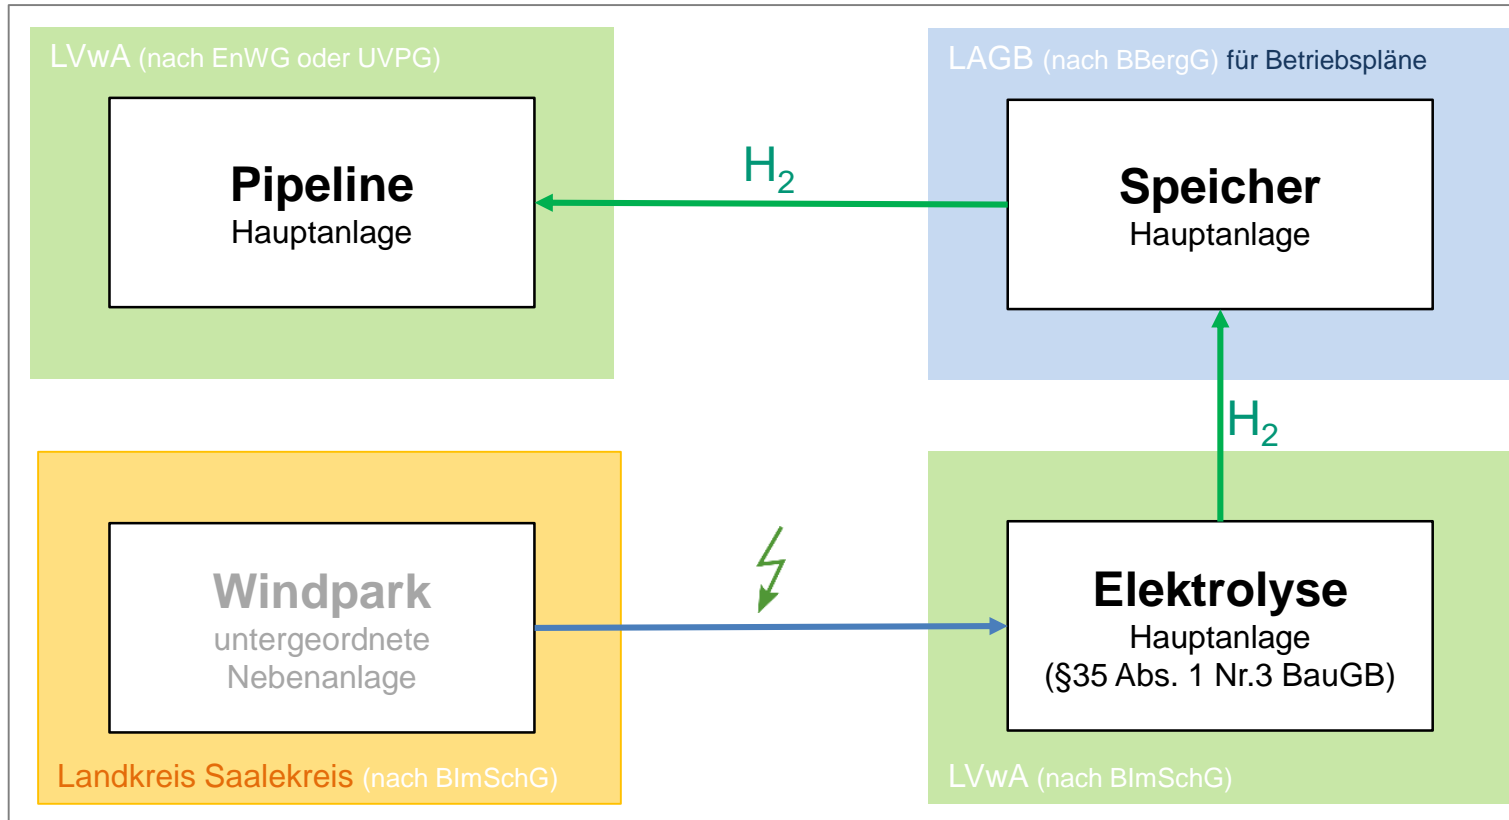 LVwA (nach EnWG oder UVPG)
Pipeline
Hauptanlage
H₂
LAGB (nach BBergG) für Betriebspläne
Speicher
Hauptanlage
H₂
Windpark
untergeordnete
Nebenanlage
Landkreis Saalekreis (nach BImSchG)
Elektrolyse
Hauptanlage
(§35 Abs. 1 Nr.3 BauGB)
LVwA (nach BImSchG)